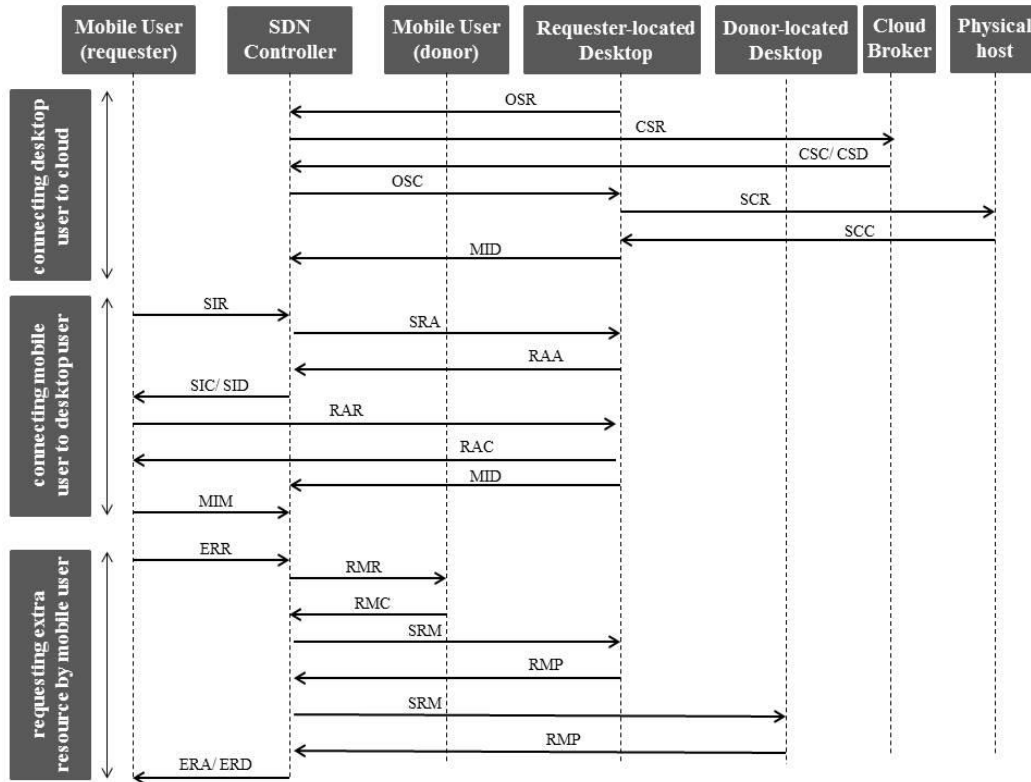 Mobile User
(requester)
SDN
Controller
Mobile User
(donor)
Requester-located
Desktop
Donor-located
Desktop
Cloud
Broker
Physical
host
connecting desktop
user to cloud
OSR
CSR
CSC/ CSD
OSC
SCR
SCC
MID
connecting mobile
user to desktop user
SIR
SRA
RAA
SIC/ SID
RAR
RAC
MID
MIM
requesting extra
resource by mobile user
ERR
RMR
RMC
SRM
RMP
SRM
RMP
ERA/ ERD